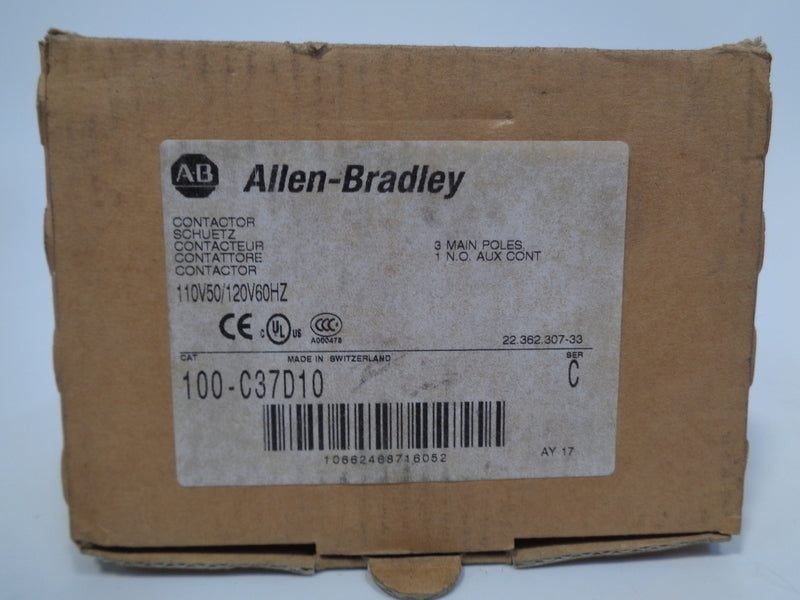 A-B Allen-Bradley
CONTACTOR
SCHUETZ
CONTACTEUR
CONTATTORE
CONTACTOR
3 MAIN POLES,
1 N.O. AUX CONT
110V50/120V60HZ
CE C UL US CCC
A000478
22.362.307-33
CAT
MADE IN SWITZERLAND
SER
100-C37D10
C
10662468716052
AY 17